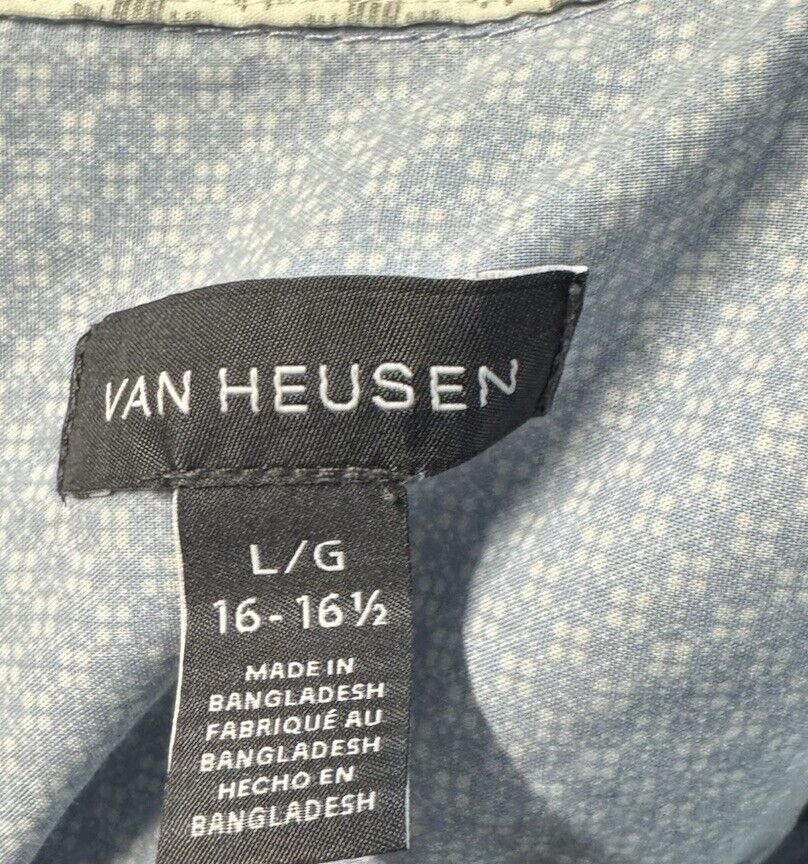 VAN HEUSEN
L/G
16-16½
MADE IN
BANGLADESH
FABRIQUÉ AU
BANGLADESH
HECHO EN
BANGLADESH